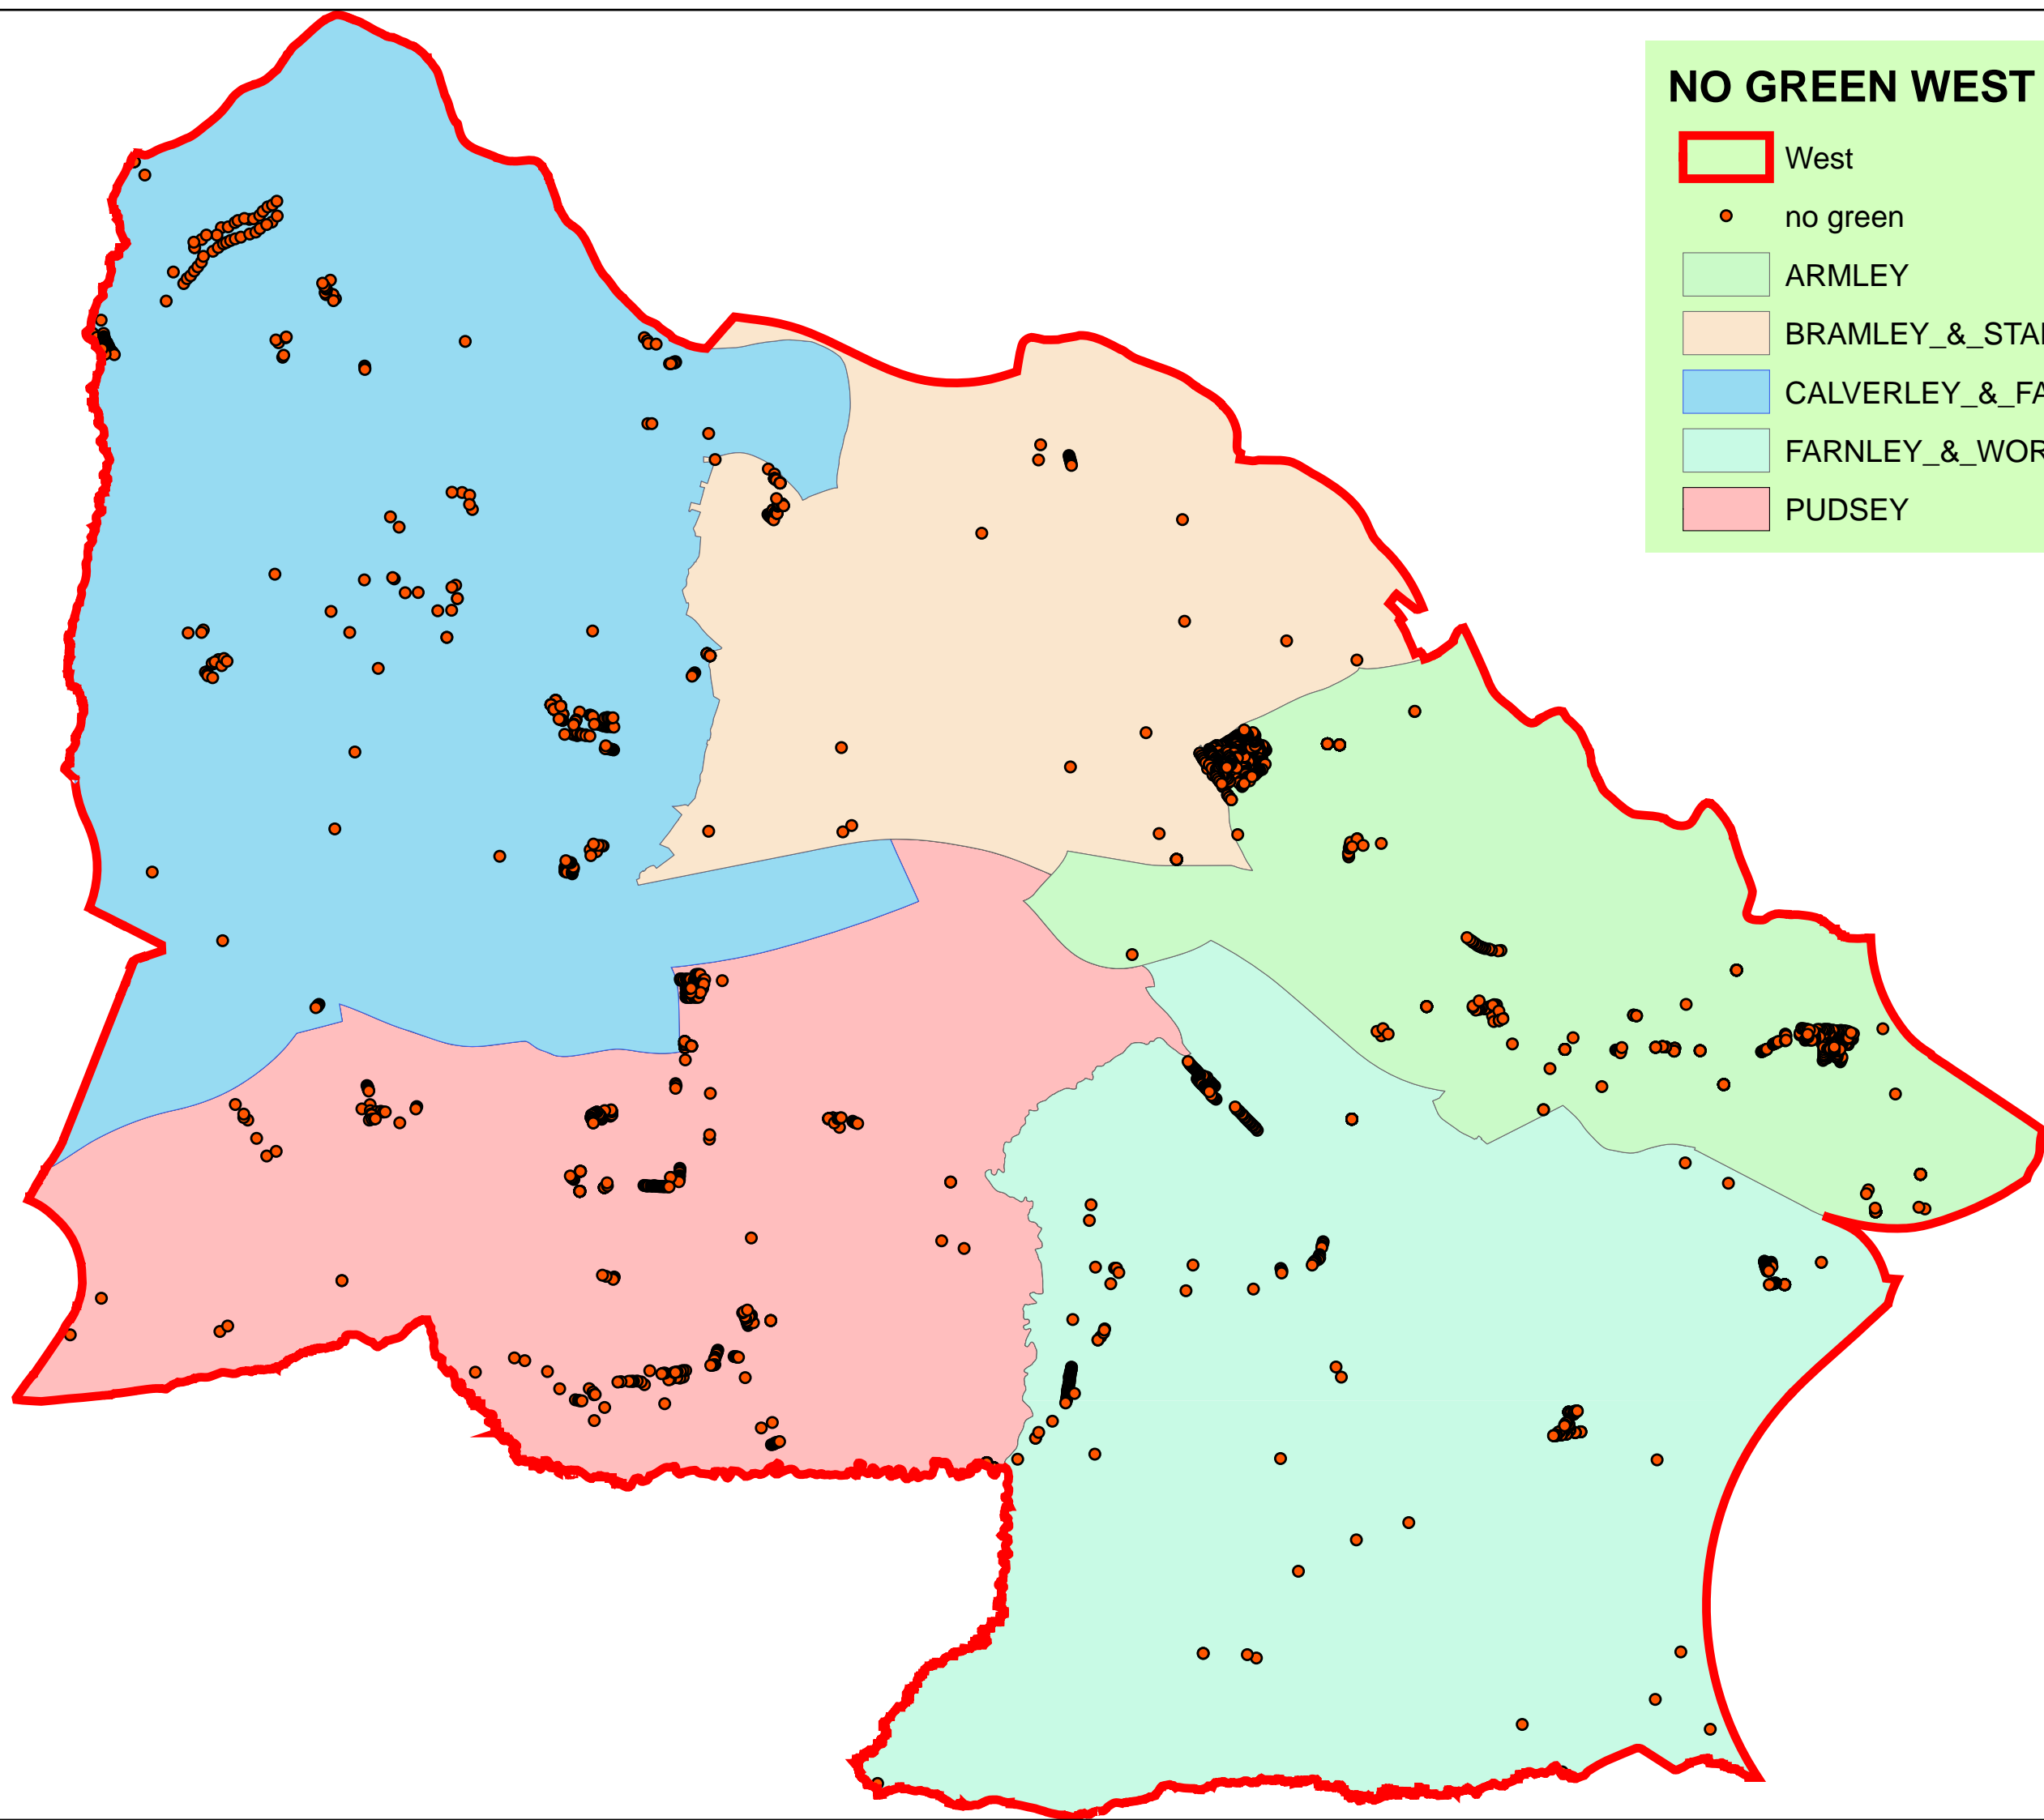 NO GREEN WEST
West
no green
ARMLEY
BRAMLEY_&_STA
CALVERLEY_&_FA
FARNLEY_&_WOR
PUDSEY